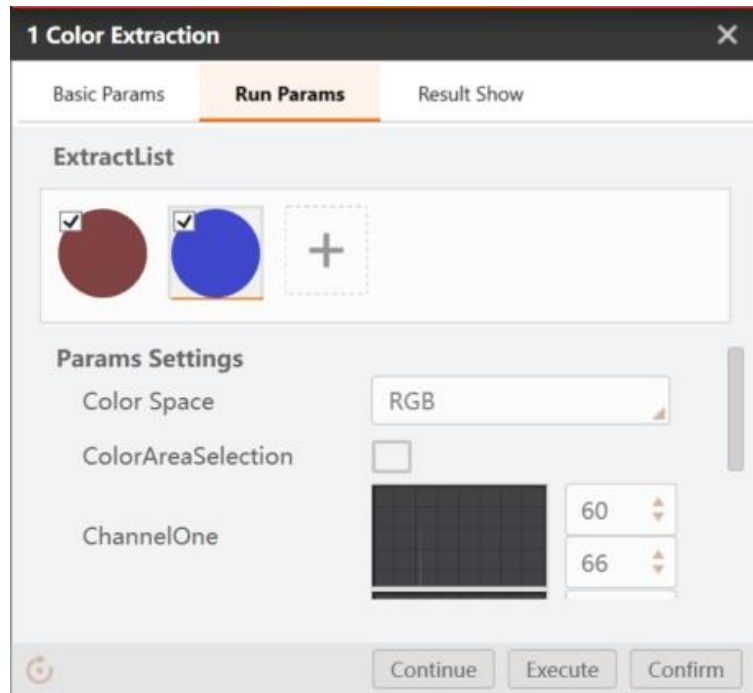 1 Color Extraction
Basic Params Run Params Result Show
ExtractList
Params Settings
Color Space RGB
ColorAreaSelection
ChannelOne 60
66
Continue Execute Confirm